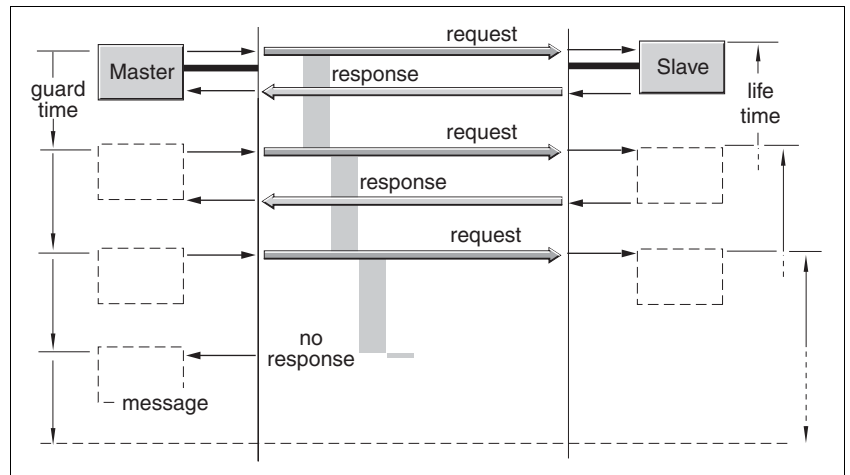 request
Master
Slave
response
guard
time
life
time
request
response
request
no
response
message